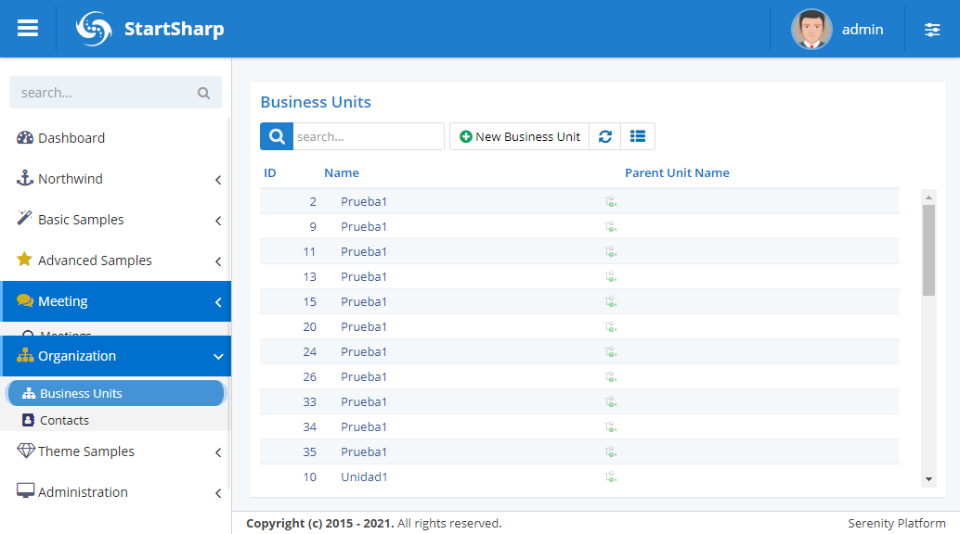 StartSharp
admin
search...
Dashboard
Northwind
Basic Samples
Advanced Samples
Meeting
Meetings
Organization
Business Units
Contacts
Theme Samples
Administration
Business Units
search...
New Business Unit
ID Name Parent Unit Name
2 Prueba1
9 Prueba1
11 Prueba1
13 Prueba1
15 Prueba1
20 Prueba1
24 Prueba1
26 Prueba1
33 Prueba1
34 Prueba1
35 Prueba1
10 Unidad1
Copyright (c) 2015 - 2021. All rights reserved.
Serenity Platform